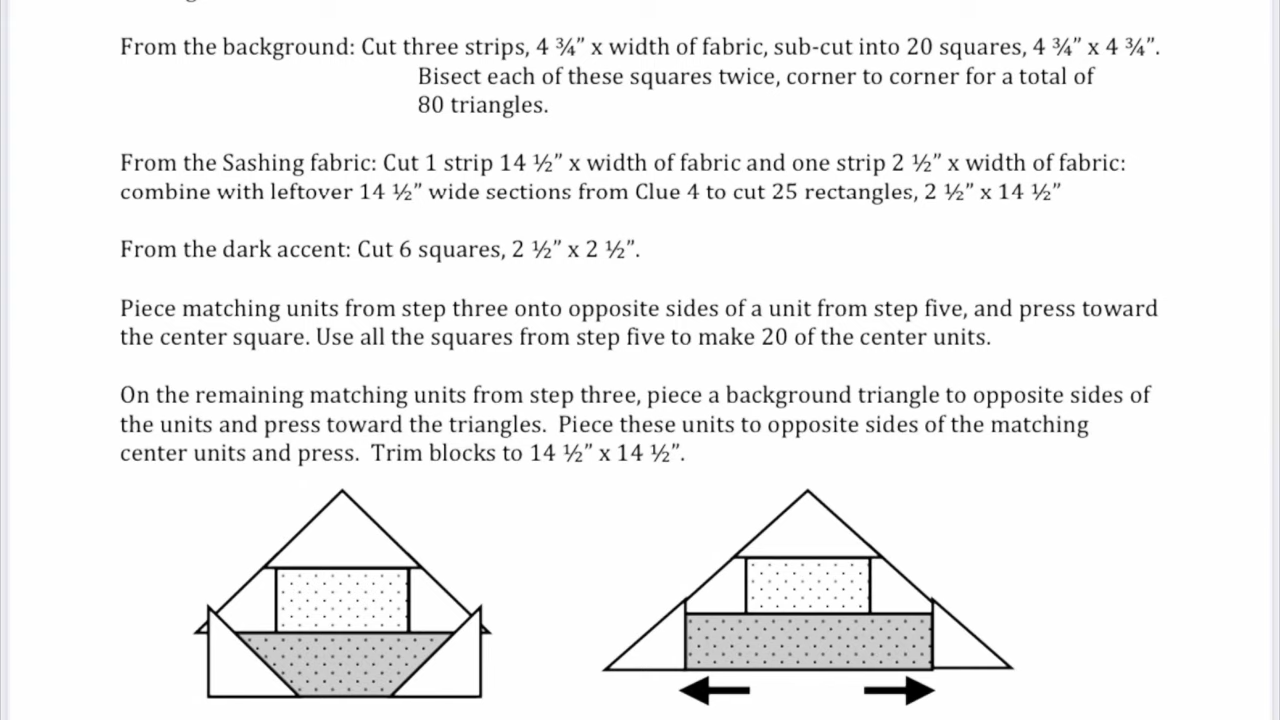 From the background: Cut three strips, 4 ¾” x width of fabric, sub-cut into 20 squares, 4 ¾” x 4 ¾”.
Bisect each of these squares twice, corner to corner for a total of
80 triangles.
From the Sashing fabric: Cut 1 strip 14 ½” x width of fabric and one strip 2 ½” x width of fabric:
combine with leftover 14 ½” wide sections from Clue 4 to cut 25 rectangles, 2 ½” x 14 ½”
From the dark accent: Cut 6 squares, 2 ½” x 2 ½”.
Piece matching units from step three onto opposite sides of a unit from step five, and press toward
the center square. Use all the squares from step five to make 20 of the center units.
On the remaining matching units from step three, piece a background triangle to opposite sides of
the units and press toward the triangles.  Piece these units to opposite sides of the matching
center units and press.  Trim blocks to 14 ½” x 14 ½”.